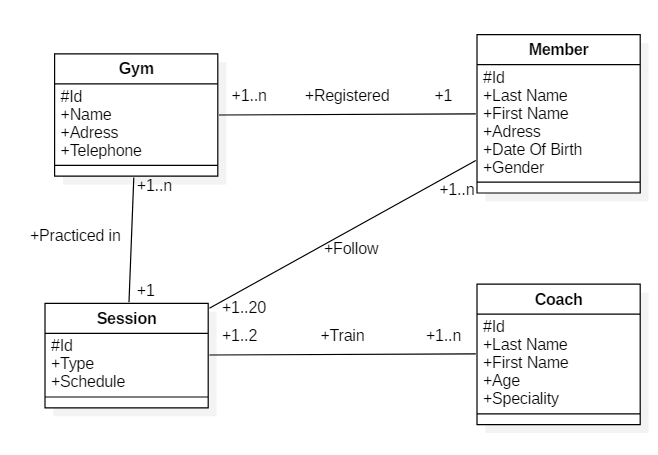 Gym
#Id
+Name
+Adress
+Telephone
+1..n
+Registered
+1
Member
#Id
+Last Name
+First Name
+Adress
+Date Of Birth
+Gender
+1..n
+1..n
+Practiced in
+Follow
+1
+1..20
Session
#Id
+Type
+Schedule
+1..2
+Train
+1..n
Coach
#Id
+Last Name
+First Name
+Age
+Speciality